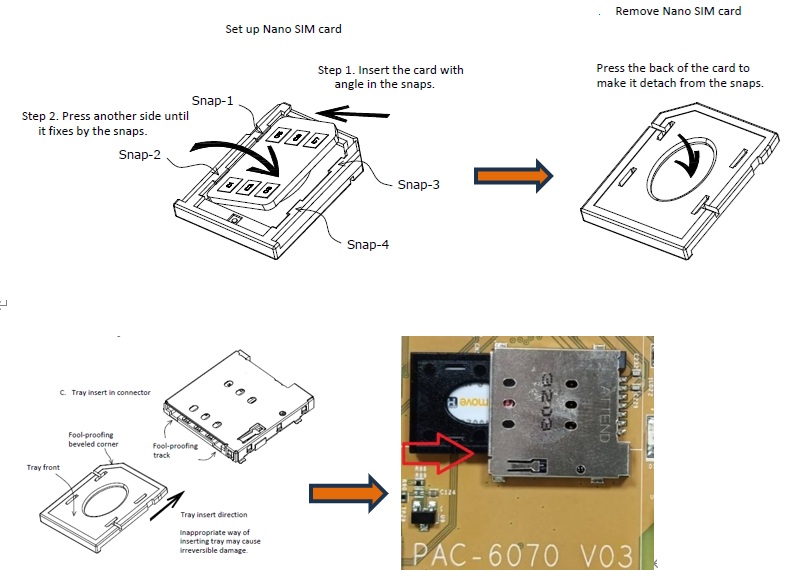 Set up Nano SIM card
Remove Nano SIM card
Step 1. Insert the card with
angle in the snaps.
Press the back of the card to
make it detach from the snaps.
Snap-1
Step 2. Press another side until
it fixes by the snaps.
Snap-2
Snap-3
Snap-4
C. Tray insert in connector
Fool-proofing
beveled corner
Fool-proofing
track
Tray front
Tray insert direction
Inappropriate way of
inserting tray may cause
irreversible damage.
move
31203
ATTEND
C124
PAC-6070 V03